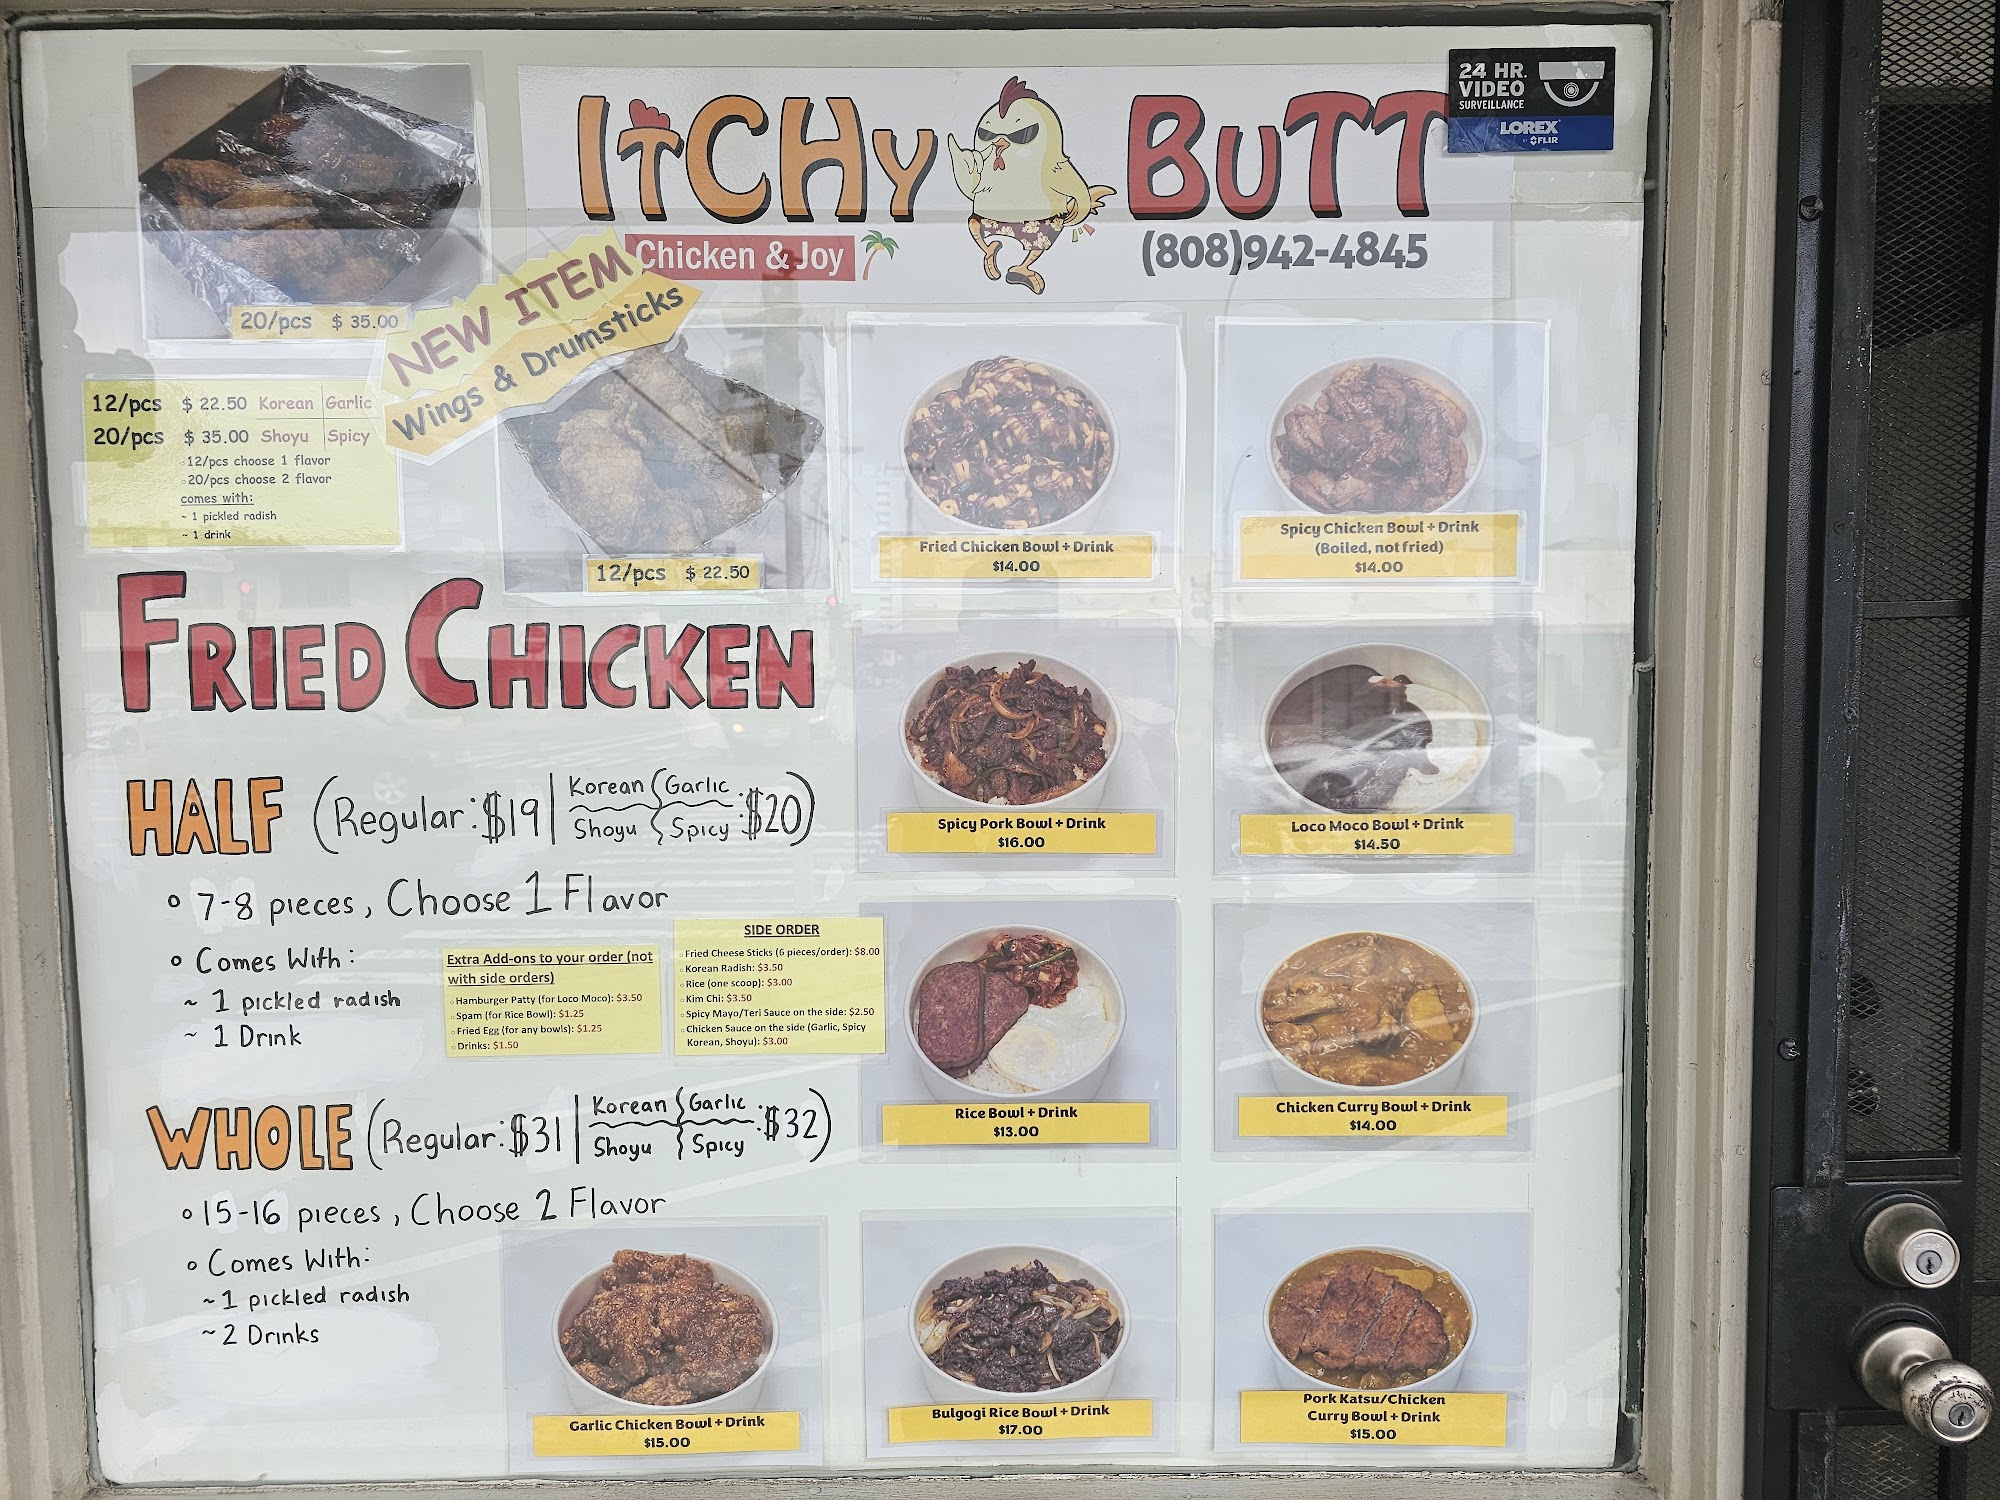 ITCHY BUTT
Chicken & Joy
(808)942-4845
24 HR.
VIDEO
SURVEILLANCE
LOREX
BY FLIR
20/pcs $ 35.00
NEW ITEM
Wings & Drumsticks
12/pcs $ 22.50 Korean Garlic
20/pcs $ 35.00 Shoyu Spicy
12/pcs choose 1 flavor
20/pcs choose 2 flavor
comes with:
~ 1 pickled radish
~ 1 drink
12/pcs $ 22.50
FRIED CHICKEN
HALF (Regular: $19 | Korean Garlic Shoyu Spicy : $20)
7-8 pieces, Choose 1 Flavor
Comes With:
~ 1 pickled radish
~ 1 Drink
Extra Add-ons to your order (not
with side orders)
Hamburger Patty (for Loco Moco): $3.50
Spam (for Rice Bowl): $1.25
Fried Egg (for any bowls): $1.25
Drinks: $1.50
SIDE ORDER
Fried Cheese Sticks (6 pieces/order): $8.00
Korean Radish: $3.50
Rice (one scoop): $3.00
Kim Chi: $3.50
Spicy Mayo/Teri Sauce on the side: $2.50
Chicken Sauce on the side (Garlic, Spicy
Korean, Shoyu): $3.00
WHOLE (Regular: $31 | Korean Garlic Shoyu Spicy : $32)
15-16 pieces, Choose 2 Flavor
Comes With:
~ 1 pickled radish
~ 2 Drinks
Fried Chicken Bowl + Drink
$14.00
Spicy Chicken Bowl + Drink
(Boiled, not fried)
$14.00
Spicy Pork Bowl + Drink
$16.00
Loco Moco Bowl + Drink
$14.50
Rice Bowl + Drink
$13.00
Chicken Curry Bowl + Drink
$14.00
Garlic Chicken Bowl + Drink
$15.00
Bulgogi Rice Bowl + Drink
$17.00
Pork Katsu/Chicken
Curry Bowl + Drink
$15.00